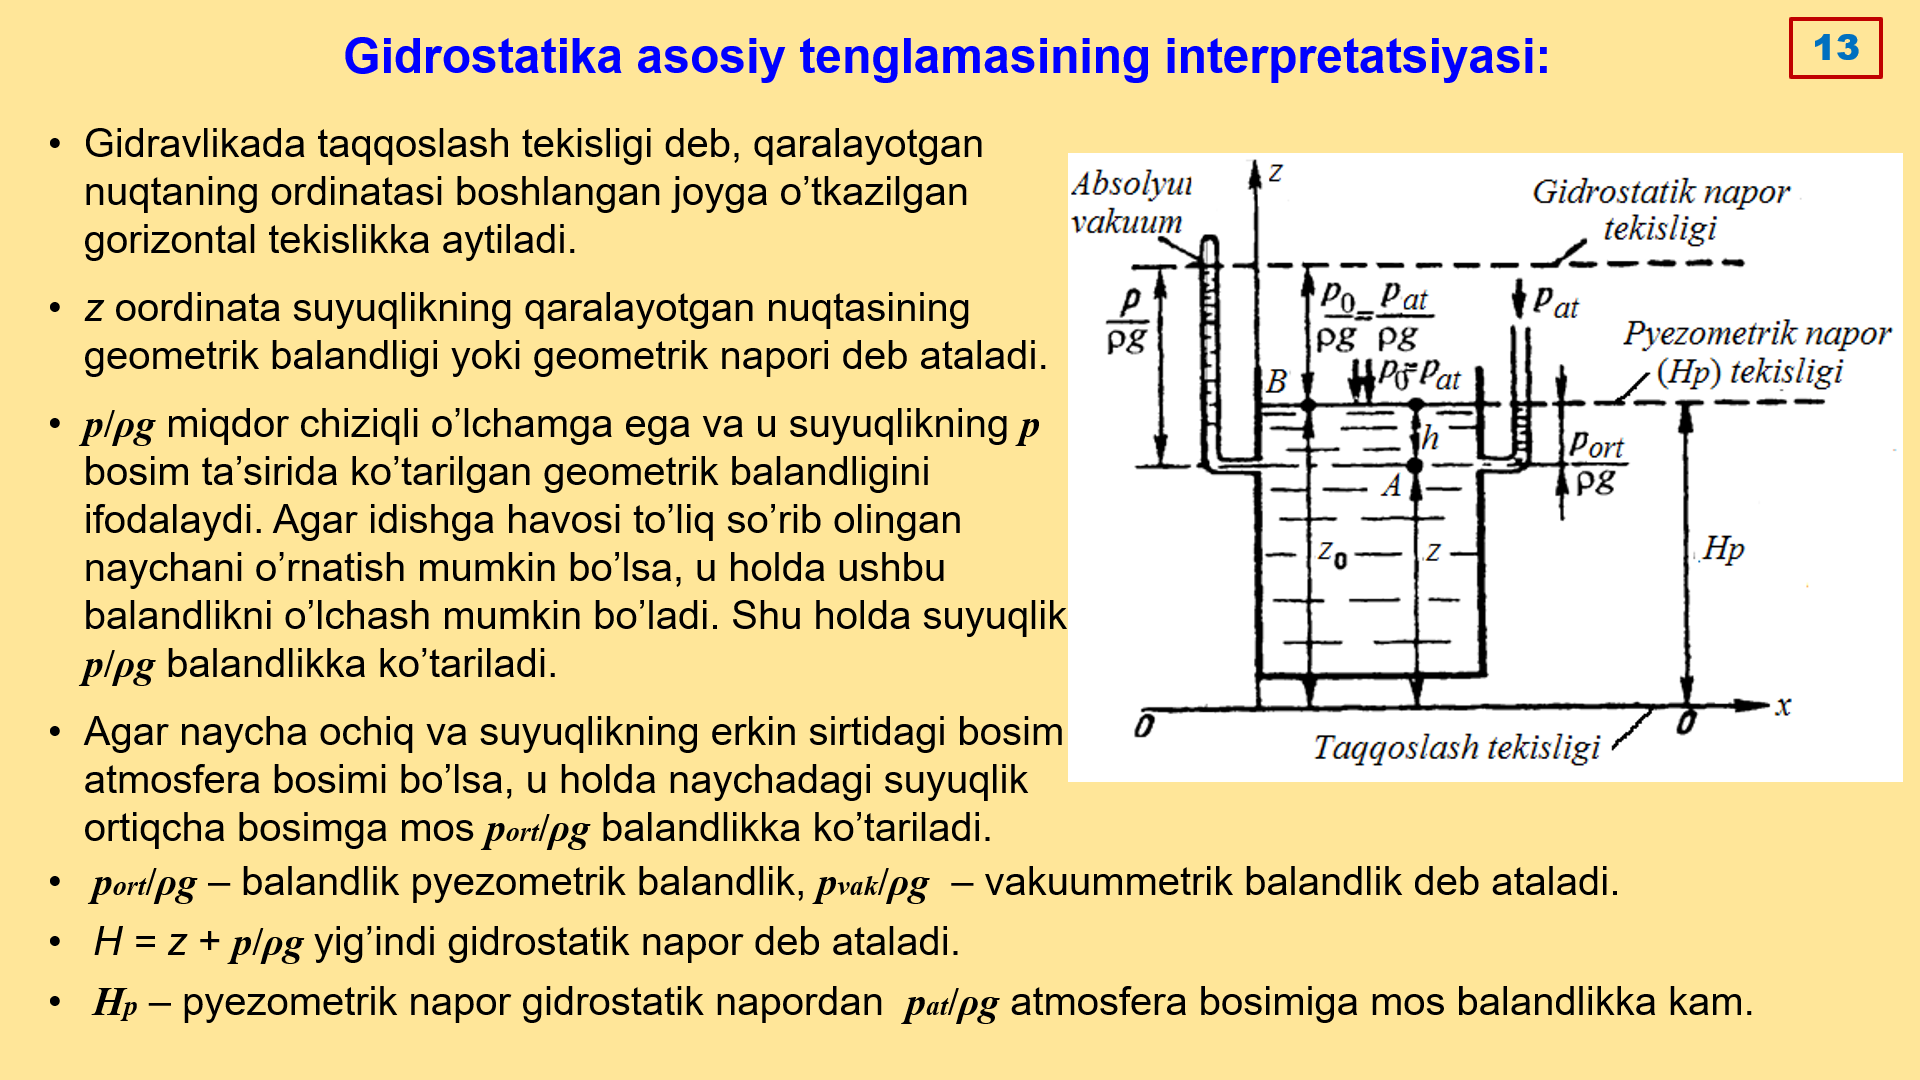 Gidrostatika asosiy tenglamasining interpretatsiyasi:
13
• Gidravlikada taqqoslash tekisligi deb, qaralayotgan
nuqtaning ordinatasi boshlangan joyga o’tkazilgan
gorizontal tekislikka aytiladi.
• z oordinata suyuqlikning qaralayotgan nuqtasining
geometrik balandligi yoki geometrik napori deb ataladi.
• p/ρg miqdor chiziqli o’lchamga ega va u suyuqlikning p
bosim ta’sirida ko’tarilgan geometrik balandligini
ifodalaydi. Agar idishga havosi to’liq so’rib olingan
naychani o’rnatish mumkin bo’lsa, u holda ushbu
balandlikni o’lchash mumkin bo’ladi. Shu holda suyuqlik
p/ρg balandlikka ko’tariladi.
• Agar naycha ochiq va suyuqlikning erkin sirtidagi bosim
atmosfera bosimi bo’lsa, u holda naychadagi suyuqlik
ortiqcha bosimga mos port/ρg balandlikka ko’tariladi.
• port/ρg – balandlik pyezometrik balandlik, pvak/ρg – vakuummetrik balandlik deb ataladi.
• H = z + p/ρg yig’indi gidrostatik napor deb ataladi.
• Hp – pyezometrik napor gidrostatik napordan pat/ρg atmosfera bosimiga mos balandlikka kam.
Absolyut
vakuum
z
Gidrostatik napor
tekisligi
p/ρg
p0/ρg = pat/ρg
pat
Pyezometrik napor
(Hp) tekisligi
B
p0=pat
h
A
port/ρg
z0
z
Hp
0
0
x
Taqqoslash tekisligi